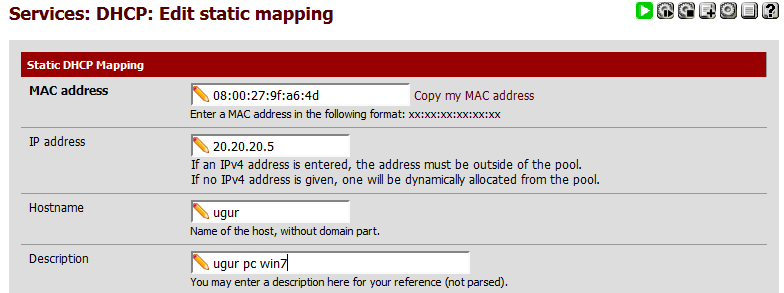 Services: DHCP: Edit static mapping
Static DHCP Mapping
MAC address
08:00:27:9f:a6:4d Copy my MAC address
Enter a MAC address in the following format: xx:xx:xx:xx:xx:xx
IP address
20.20.20.5
If an IPv4 address is entered, the address must be outside of the pool.
If no IPv4 address is given, one will be dynamically allocated from the pool.
Hostname
ugur
Name of the host, without domain part.
Description
ugur pc win7
You may enter a description here for your reference (not parsed).